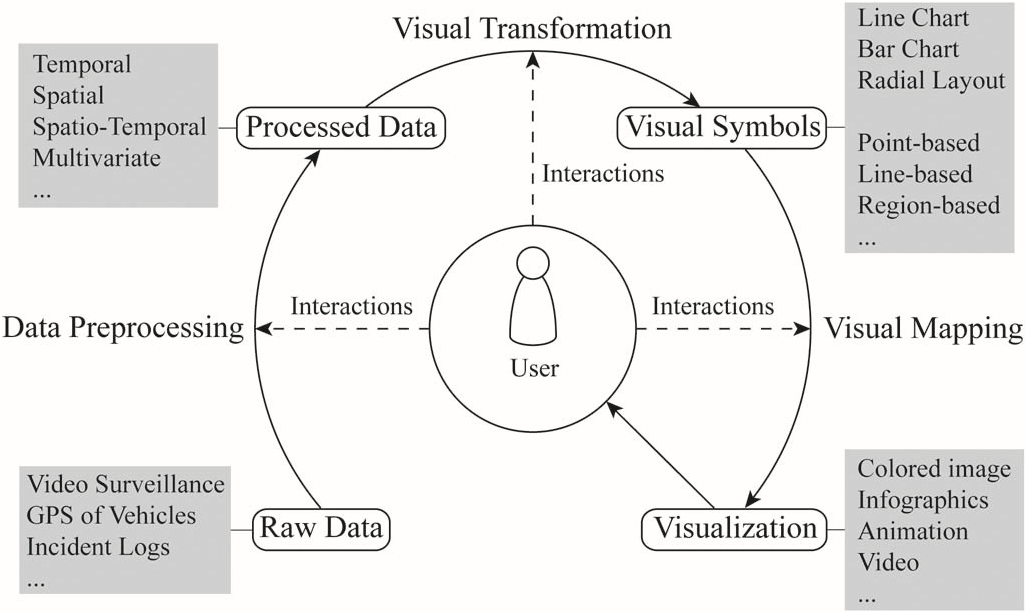 Visual Transformation
Temporal
Spatial
Spatio-Temporal
Multivariate
...
Processed Data
Visual Symbols
Line Chart
Bar Chart
Radial Layout
Point-based
Line-based
Region-based
...
Interactions
Data Preprocessing
Interactions
Interactions
Visual Mapping
User
Video Surveillance
GPS of Vehicles
Incident Logs
...
Raw Data
Visualization
Colored image
Infographics
Animation
Video
...